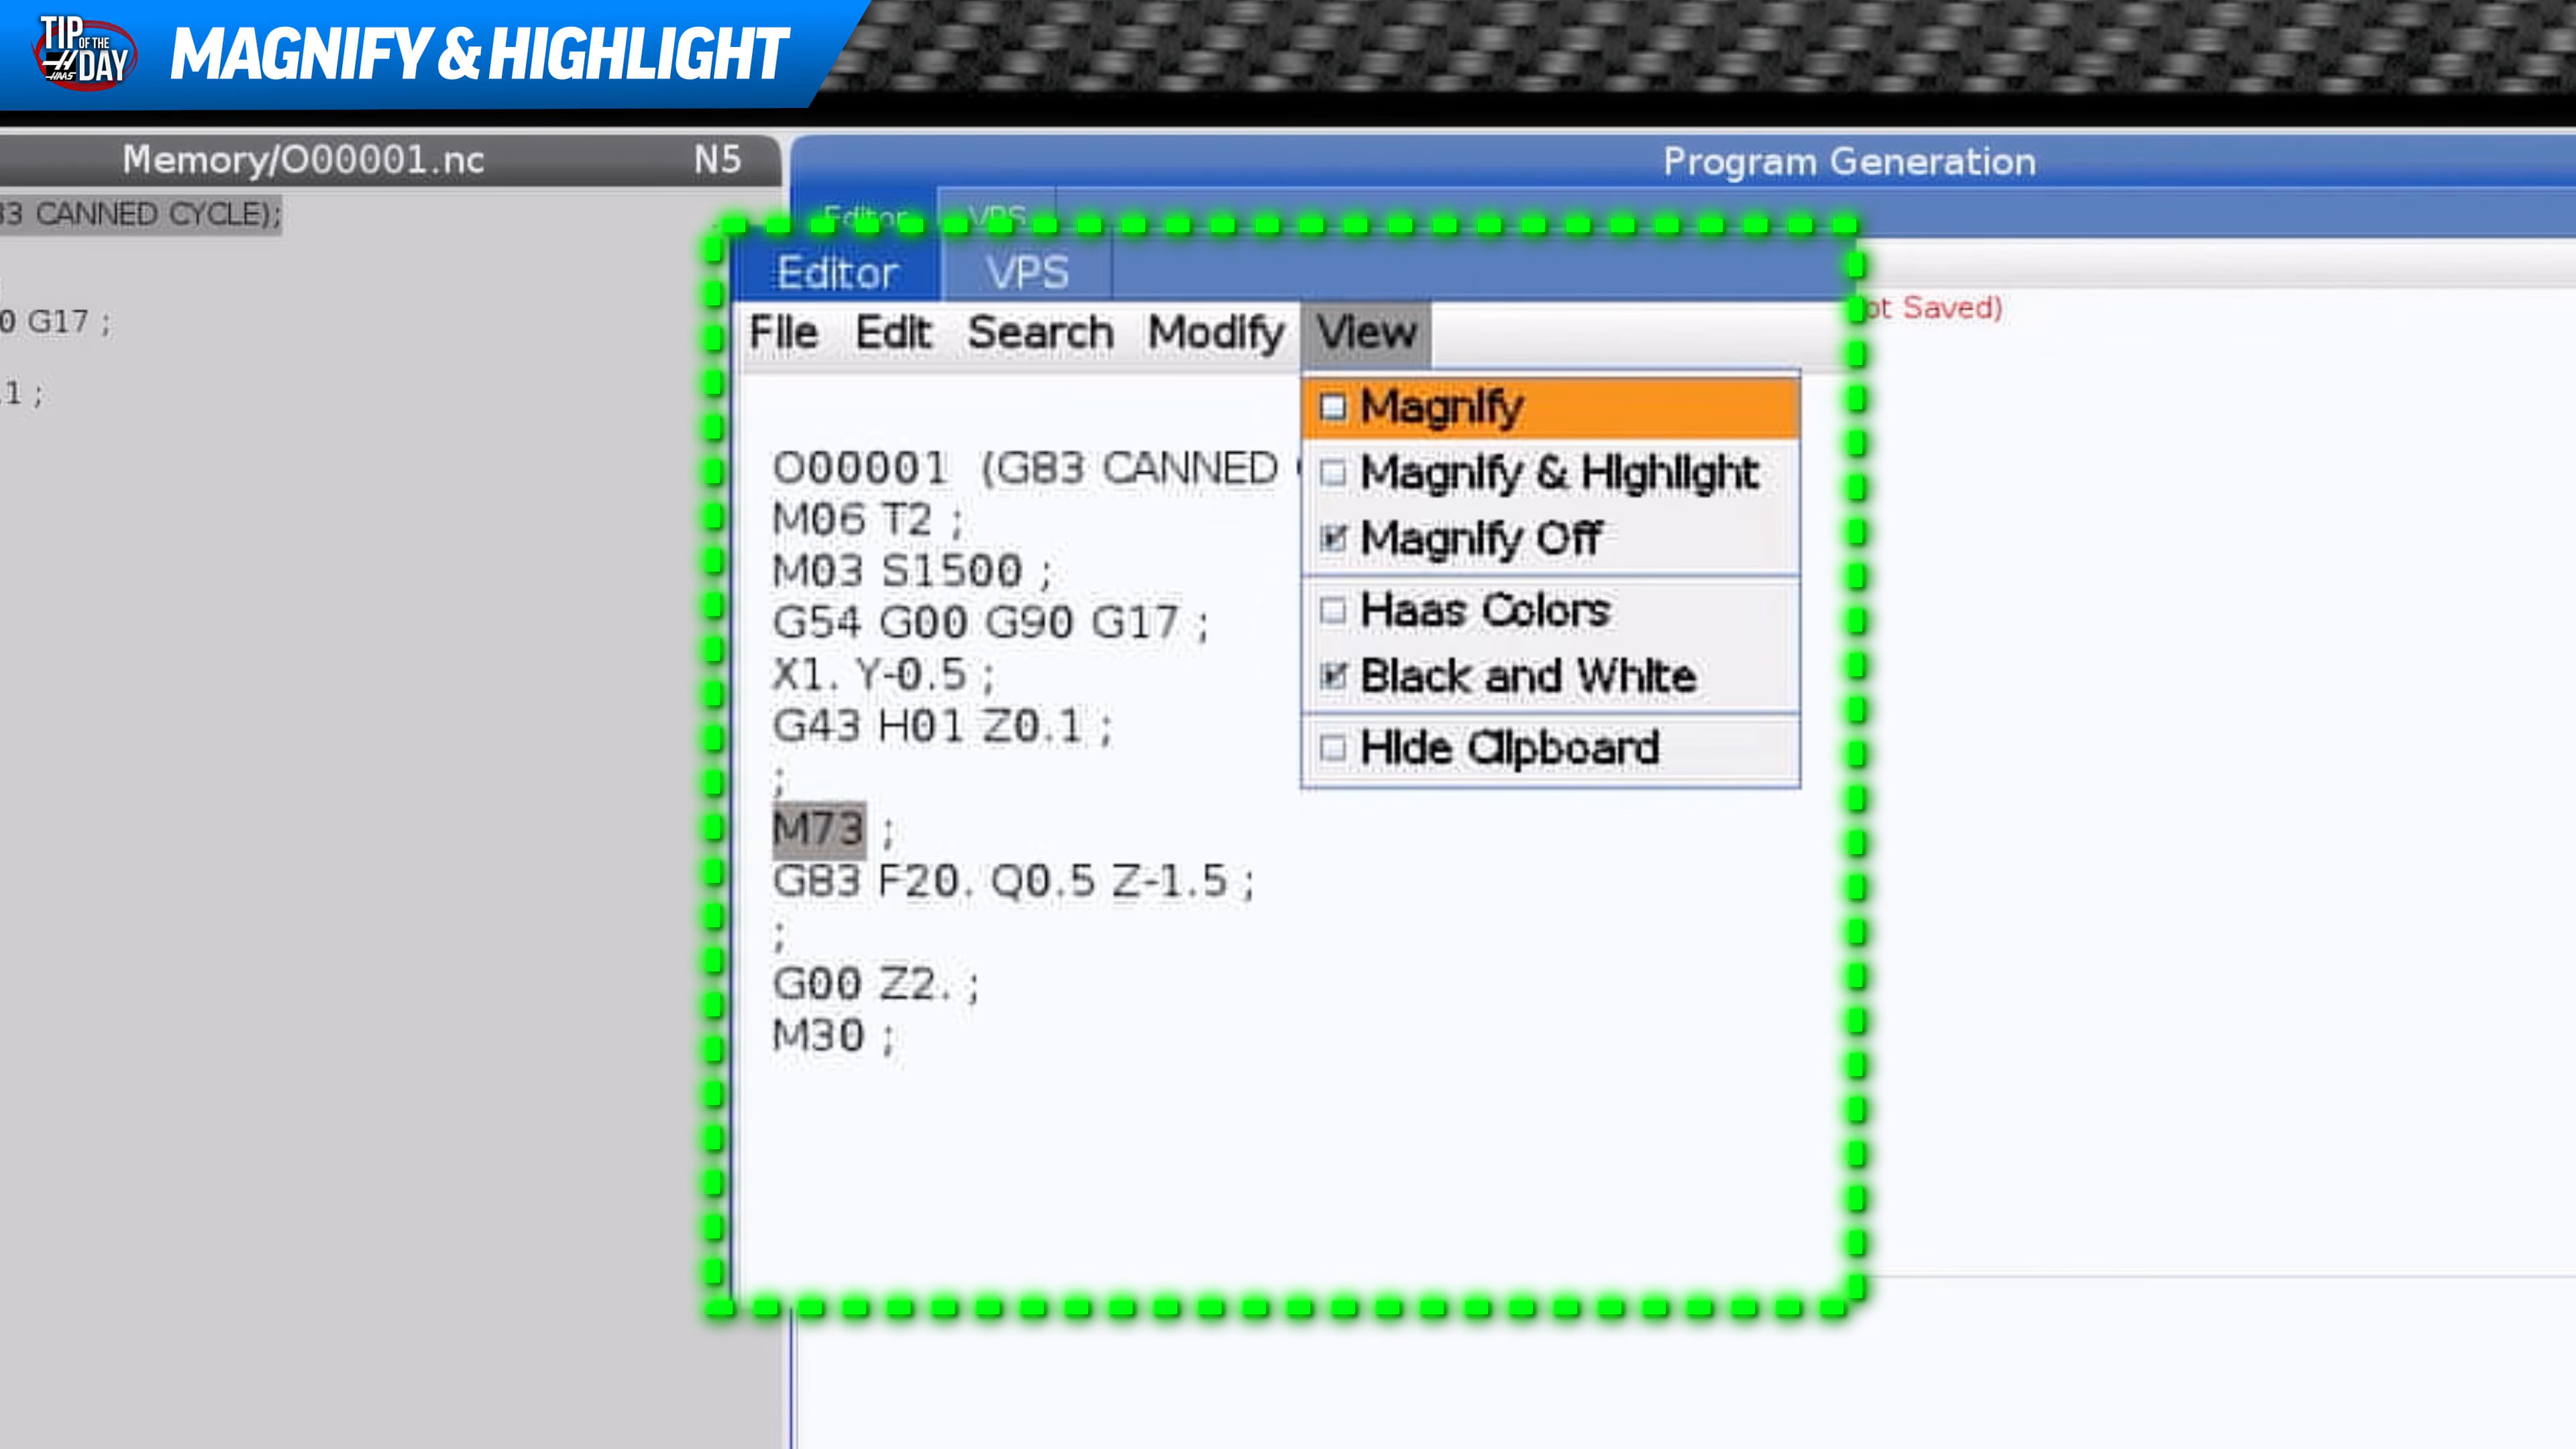 TIP OF THE DAY
HAAS
MAGNIFY & HIGHLIGHT
Memory/O00001.nc N5
33 CANNED CYCLE);
0 G17 ;
.1 ;
Program Generation
Editor VPS
ot Saved)
Editor VPS
File Edit Search Modify View
Magnify
Magnify & Highlight
Magnify Off
Haas Colors
Black and White
Hide Clipboard
O00001 (G83 CANNED
M06 T2 ;
M03 S1500 ;
G54 G00 G90 G17 ;
X1. Y-0.5 ;
G43 H01 Z0.1 ;
;
M73 ;
G83 F20. Q0.5 Z-1.5 ;
;
G00 Z2. ;
M30 ;